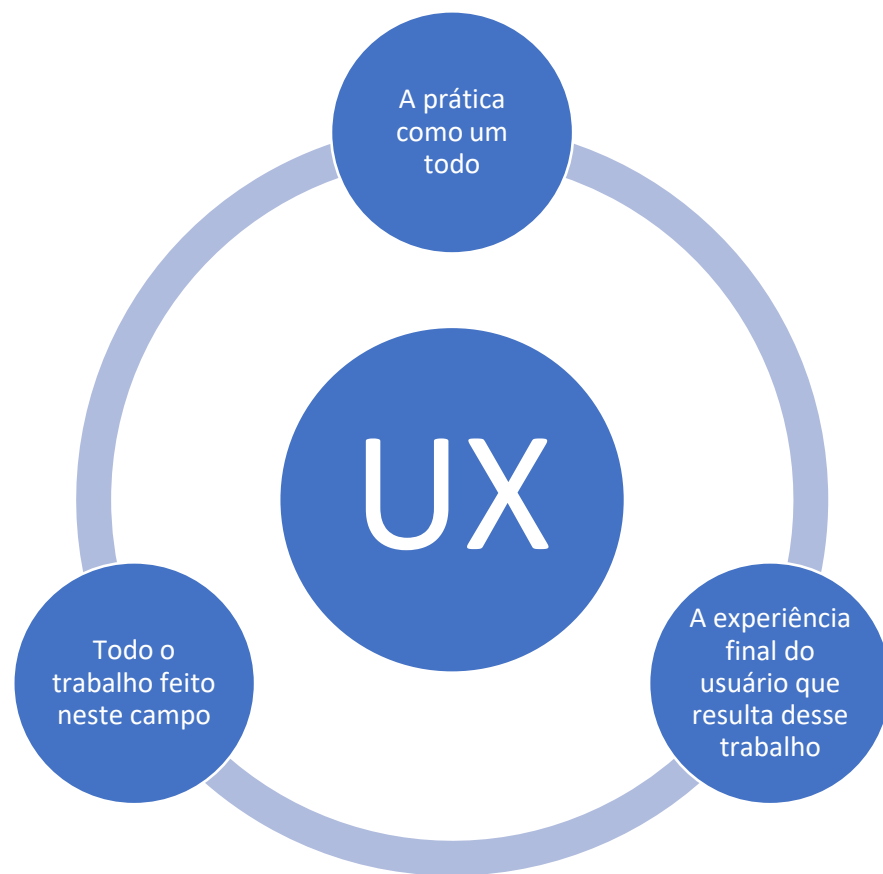 A prática
como um
todo
UX
A experiência
final do
usuário que
resulta desse
trabalho
Todo o
trabalho feito
neste campo